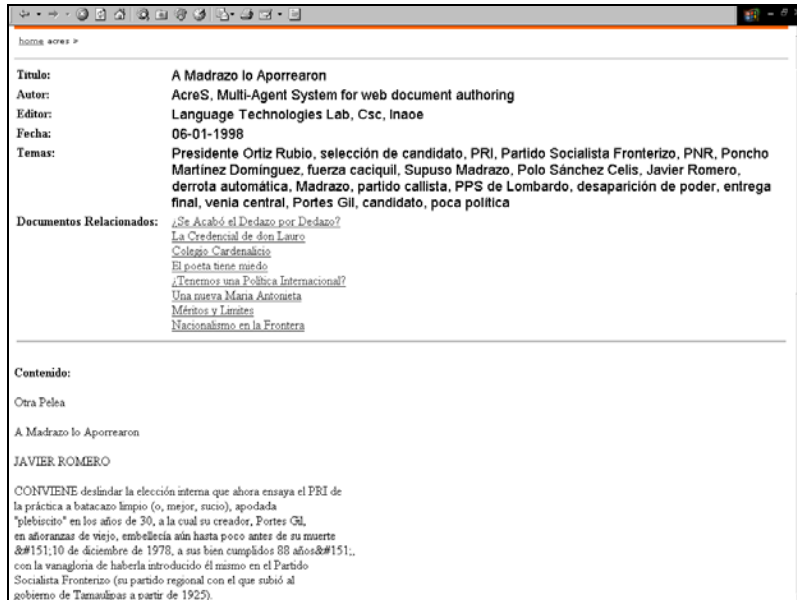 home acres >
Titulo: A Madrazo lo Aporrearon
Autor: AcreS, Multi-Agent System for web document authoring
Editor: Language Technologies Lab, Csc, Inaoe
Fecha: 06-01-1998
Temas: Presidente Ortiz Rubio, selección de candidato, PRI, Partido Socialista Fronterizo, PNR, Poncho
Martínez Domínguez, fuerza caciquil, Supuso Madrazo, Polo Sánchez Celis, Javier Romero,
derrota automática, Madrazo, partido callista, PPS de Lombardo, desaparición de poder, entrega
final, venia central, Portes Gil, candidato, poca política
Documentos Relacionados: ¿Se Acabó el Dedazo por Dedazo?
La Credencial de don Lauro
Colegio Cardenalicio
El poeta tiene miedo
¿Tenemos una Política Internacional?
Una nueva Maria Antonieta
Méritos y Limites
Nacionalismo en la Frontera
Contenido:
Otra Pelea
A Madrazo lo Aporrearon
JAVIER ROMERO
CONVIENE deslindar la elección interna que ahora ensaya el PRI de
la práctica a batacazo limpio (o, mejor, sucio), apodada
"plebiscito" en los años de 30, a la cual su creador, Portes Gil,
en añoranzas de viejo, embellecía aún hasta poco antes de su muerte
&#151;10 de diciembre de 1978, a sus bien cumplidos 88 años&#151;,
con la vanagloria de haberla introducido él mismo en el Partido
Socialista Fronterizo (su partido regional con el que subió al
gobierno de Tamaulipas a partir de 1925).